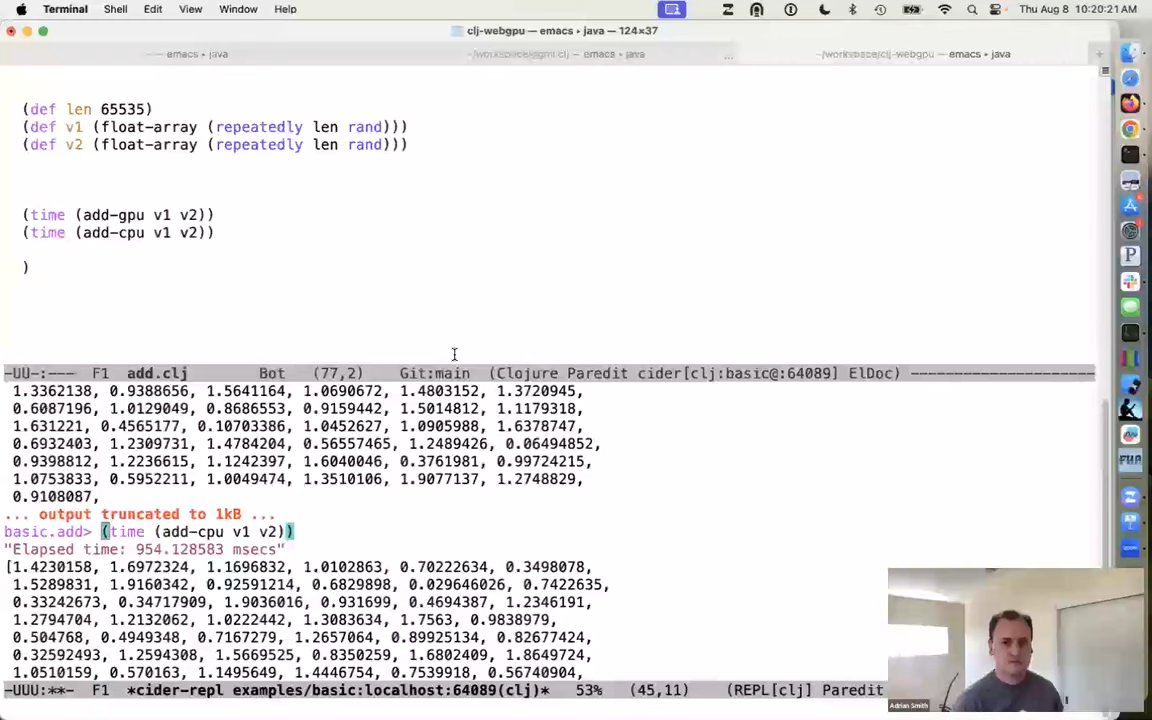 Terminal Shell Edit View Window Help Thu Aug 8 10:20:21 AM
clj-webgpu — emacs ▸ java — 124×37
emacs ▸ java
~/workspace/clj-webgpu — emacs ▸ java
(def len 65535)
(def v1 (float-array (repeatedly len rand)))
(def v2 (float-array (repeatedly len rand)))
(time (add-gpu v1 v2))
(time (add-cpu v1 v2))
)
-UU-:--- F1 add.clj Bot (77,2) Git:main (Clojure Paredit cider[clj:basic@:64089] ElDoc)
1.3362138, 0.9388656, 1.5641164, 1.0690672, 1.4803152, 1.3720945,
0.6087196, 1.0129049, 0.8686553, 0.9159442, 1.5014812, 1.1179318,
1.631221, 0.4565177, 0.10703386, 1.0452627, 1.0905988, 1.6378747,
0.6932403, 1.2309731, 1.4784204, 0.56557465, 1.2489426, 0.06494852,
0.9398812, 1.2236615, 1.1242397, 1.6040046, 0.3761981, 0.99724215,
1.0753833, 0.5952211, 1.0049474, 1.3510106, 1.9077137, 1.2748829,
0.9108087,
... output truncated to 1kB ...
basic.add> (time (add-cpu v1 v2))
"Elapsed time: 954.128583 msecs"
[1.4230158, 1.6972324, 1.1696832, 1.0102863, 0.70222634, 0.3498078,
1.5289831, 1.9160342, 0.92591214, 0.6829898, 0.029646026, 0.7422635,
0.33242673, 0.34717909, 1.9036016, 0.931699, 0.4694387, 1.2346191,
1.2794704, 1.2132062, 1.0222442, 1.3083634, 1.7563, 0.9838979,
0.504768, 0.4949348, 0.7167279, 1.2657064, 0.89925134, 0.82677424,
0.32592493, 1.2594308, 1.5669525, 0.8350259, 1.6802409, 1.8649724,
1.0510159, 0.570163, 1.1495649, 1.4446754, 0.7539918, 0.56740904,
-UUU:**- F1 *cider-repl examples/basic:localhost:64089(clj)* 53% (45,11) (REPL[clj] Paredit
Adrian Smith